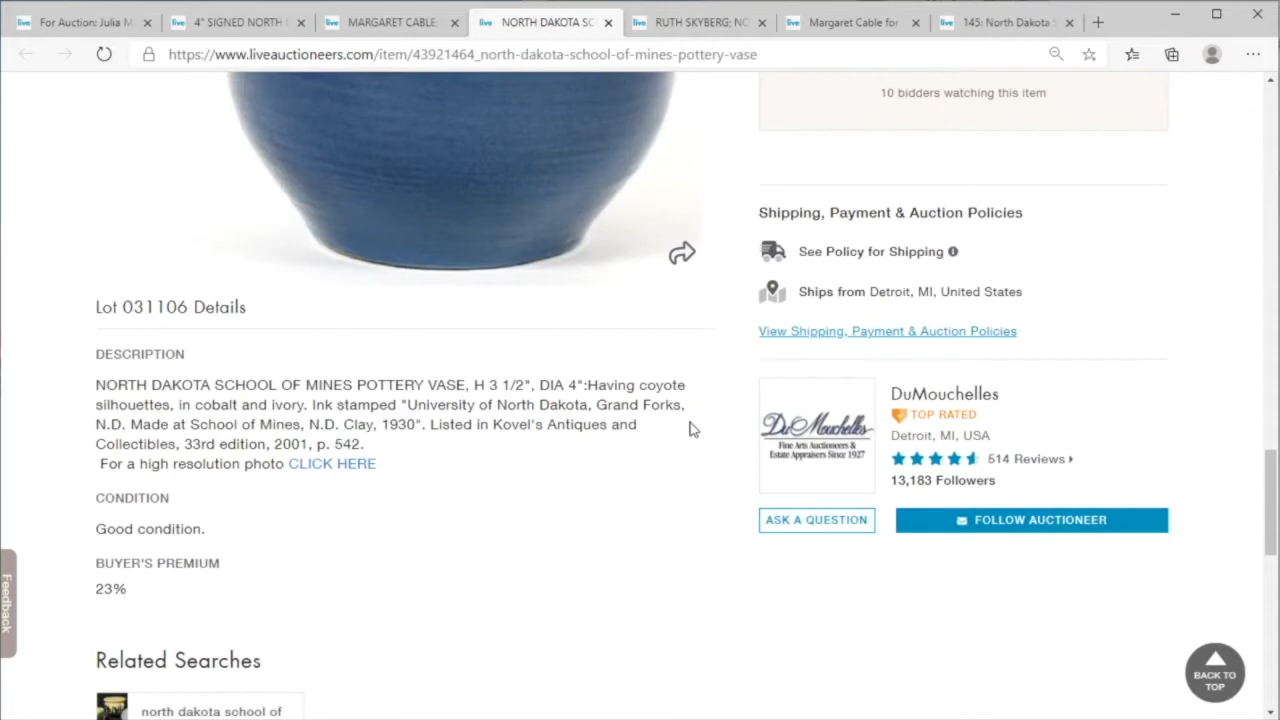 For Auction: Julia M
4" SIGNED NORTH
MARGARET CABLE;
NORTH DAKOTA SC
RUTH SKYBERG; NO
Margaret Cable for
145: North Dakota S
https://www.liveauctioneers.com/item/43921464_north-dakota-school-of-mines-pottery-vase
10 bidders watching this item
Shipping, Payment & Auction Policies
See Policy for Shipping
Ships from Detroit, MI, United States
View Shipping, Payment & Auction Policies
Lot 031106 Details
DESCRIPTION
NORTH DAKOTA SCHOOL OF MINES POTTERY VASE, H 3 1/2", DIA 4":Having coyote
silhouettes, in cobalt and ivory. Ink stamped "University of North Dakota, Grand Forks,
N.D. Made at School of Mines, N.D. Clay, 1930". Listed in Kovel's Antiques and
Collectibles, 33rd edition, 2001, p. 542.
For a high resolution photo CLICK HERE
CONDITION
Good condition.
BUYER'S PREMIUM
23%
DuMouchelles
Fine Arts Auctioneers &
Estate Appraisers Since 1927
DuMouchelles
TOP RATED
Detroit, MI, USA
514 Reviews
13,183 Followers
ASK A QUESTION
FOLLOW AUCTIONEER
Feedback
Related Searches
north dakota school of
BACK TO
TOP